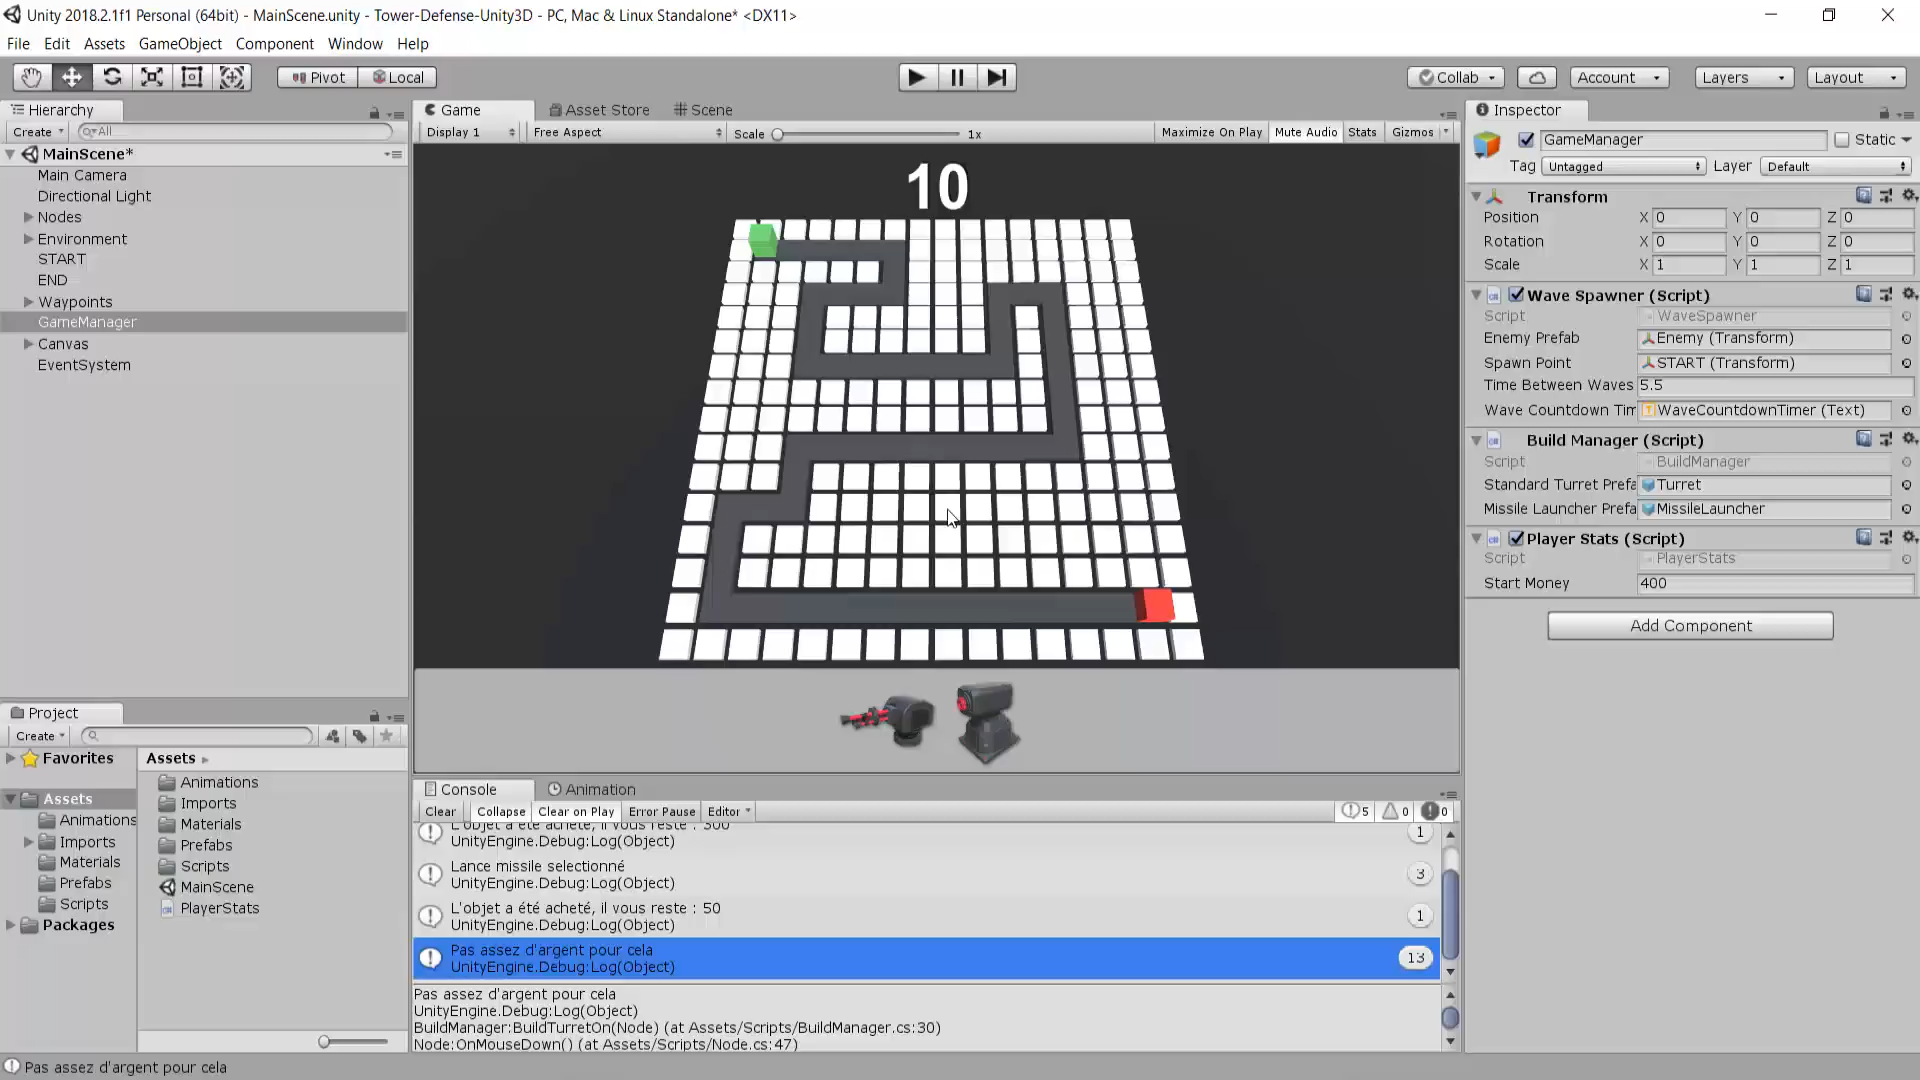 Unity 2018.2.1f1 Personal (64bit) - MainScene.unity - Tower-Defense-Unity3D - PC, Mac & Linux Standalone* <DX11>
File Edit Assets GameObject Component Window Help
Pivot Local Collab Account Layers Layout
Hierarchy
Create All
MainScene*
Main Camera
Directional Light
Nodes
Environment
START
END
Waypoints
GameManager
Canvas
EventSystem
Game Asset Store Scene
Display 1 Free Aspect Scale 1x Maximize On Play Mute Audio Stats Gizmos
10
Inspector
GameManager Static
Tag Untagged Layer Default
Transform
Position X 0 Y 0 Z 0
Rotation X 0 Y 0 Z 0
Scale X 1 Y 1 Z 1
Wave Spawner (Script)
Script WaveSpawner
Enemy Prefab Enemy (Transform)
Spawn Point START (Transform)
Time Between Waves 5.5
Wave Countdown Tim WaveCountdownTimer (Text)
Build Manager (Script)
Script BuildManager
Standard Turret Prefa Turret
Missile Launcher Prefa MissileLauncher
Player Stats (Script)
Script PlayerStats
Start Money 400
Add Component
Project
Create
Favorites
Assets
Animations
Imports
Materials
Prefabs
Scripts
Packages
Assets
Animations
Imports
Materials
Prefabs
Scripts
MainScene
PlayerStats
Console Animation
Clear Collapse Clear on Play Error Pause Editor 5 0 0
L'objet a été acheté, il vous reste : 300
UnityEngine.Debug:Log(Object) 1
Lance missile selectionné
UnityEngine.Debug:Log(Object) 3
L'objet a été acheté, il vous reste : 50
UnityEngine.Debug:Log(Object) 1
Pas assez d'argent pour cela
UnityEngine.Debug:Log(Object) 13
Pas assez d'argent pour cela
UnityEngine.Debug:Log(Object)
BuildManager:BuildTurretOn(Node) (at Assets/Scripts/BuildManager.cs:30)
Node:OnMouseDown() (at Assets/Scripts/Node.cs:47)
Pas assez d'argent pour cela